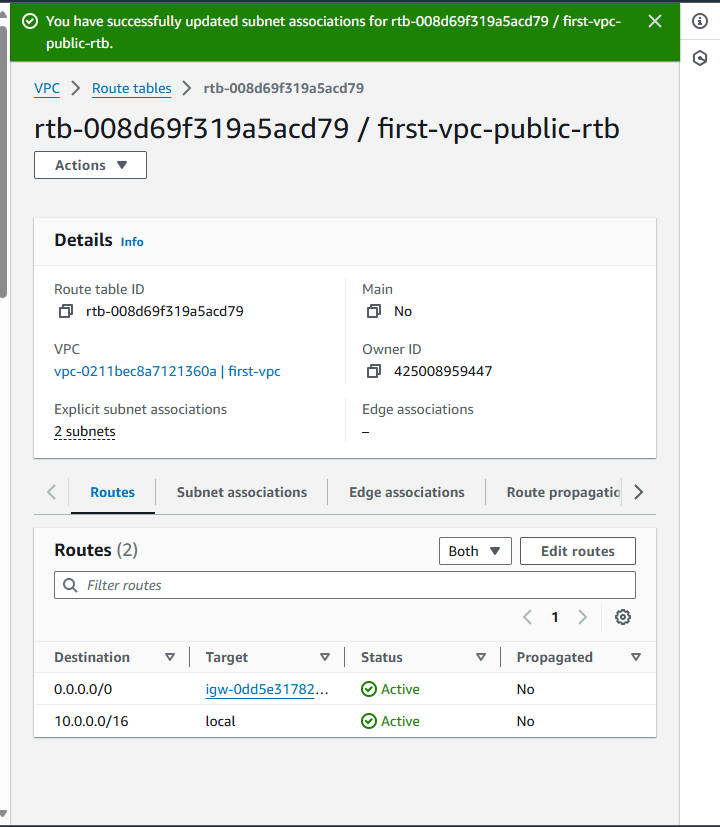 You have successfully updated subnet associations for rtb-008d69f319a5acd79 / first-vpc-
public-rtb.
VPC > Route tables > rtb-008d69f319a5acd79
rtb-008d69f319a5acd79 / first-vpc-public-rtb
Actions
Details Info
Route table ID
rtb-008d69f319a5acd79
Main
No
VPC
vpc-0211bec8a7121360a | first-vpc
Owner ID
425008959447
Explicit subnet associations
2 subnets
Edge associations
–
Routes Subnet associations Edge associations Route propagatio
Routes (2) Both Edit routes
Filter routes
1
Destination Target Status Propagated
0.0.0.0/0 igw-0dd5e31782... Active No
10.0.0.0/16 local Active No